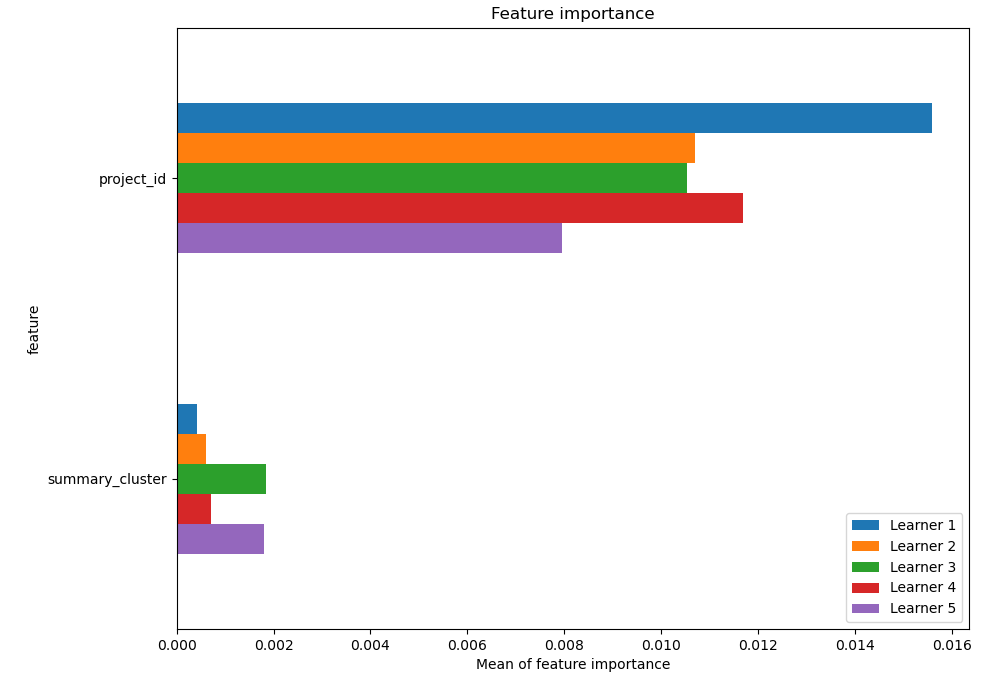 Feature importance
project_id
feature
summary_cluster
Learner 1
Learner 2
Learner 3
Learner 4
Learner 5
0.000 0.002 0.004 0.006 0.008 0.010 0.012 0.014 0.016
Mean of feature importance